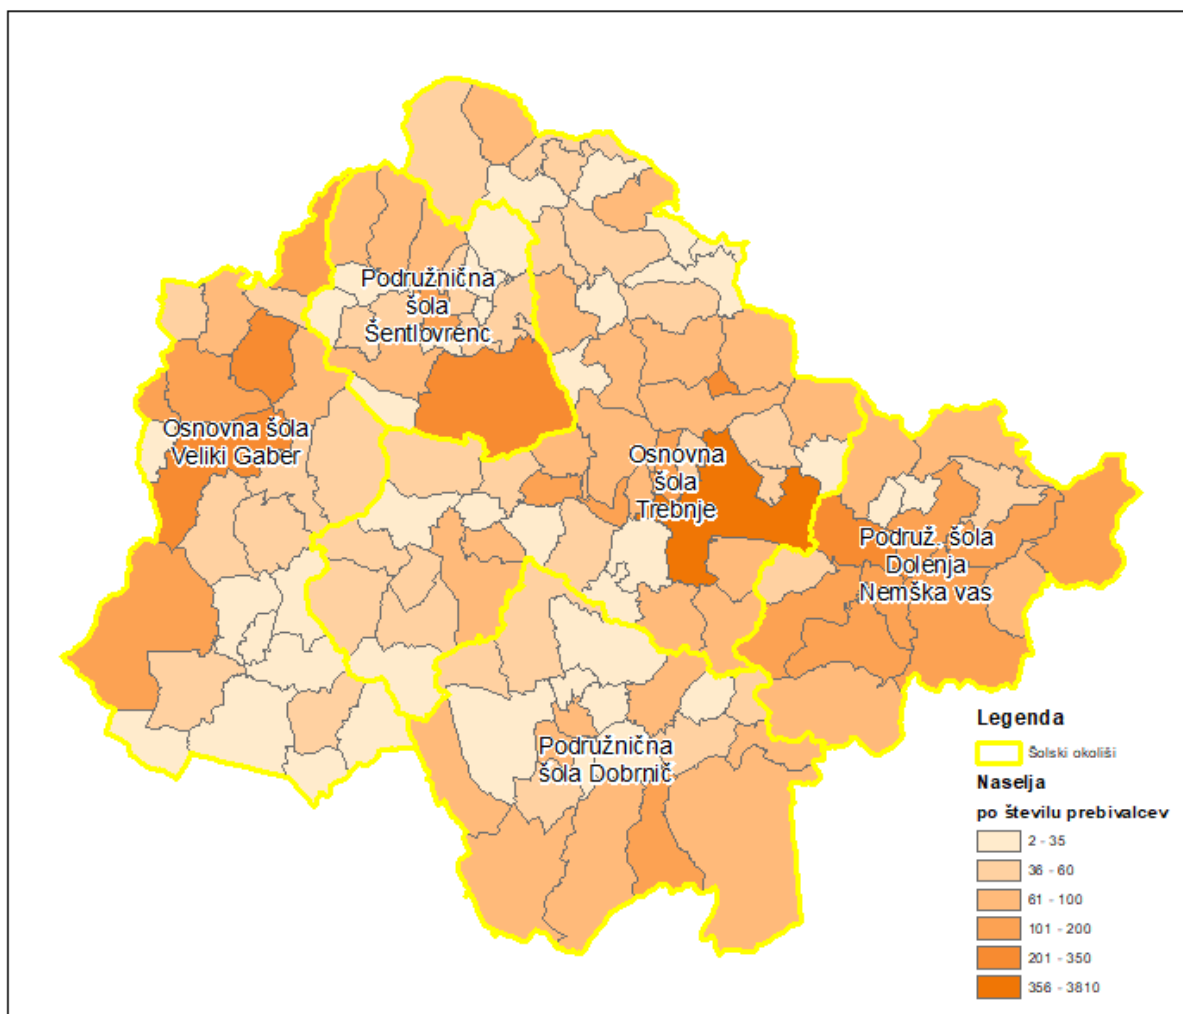 Podružnična
šola
Šentlovrenc
Osnovna šola
Veliki Gaber
Osnovna
šola
Trebnje
Podruž. šola
Dolenja
Nemška vas
Podružnična
šola Dobrnič
Legenda
Šolski okoliši
Naselja
po številu prebivalcev
2 - 35
36 - 60
61 - 100
101 - 200
201 - 350
356 - 3810